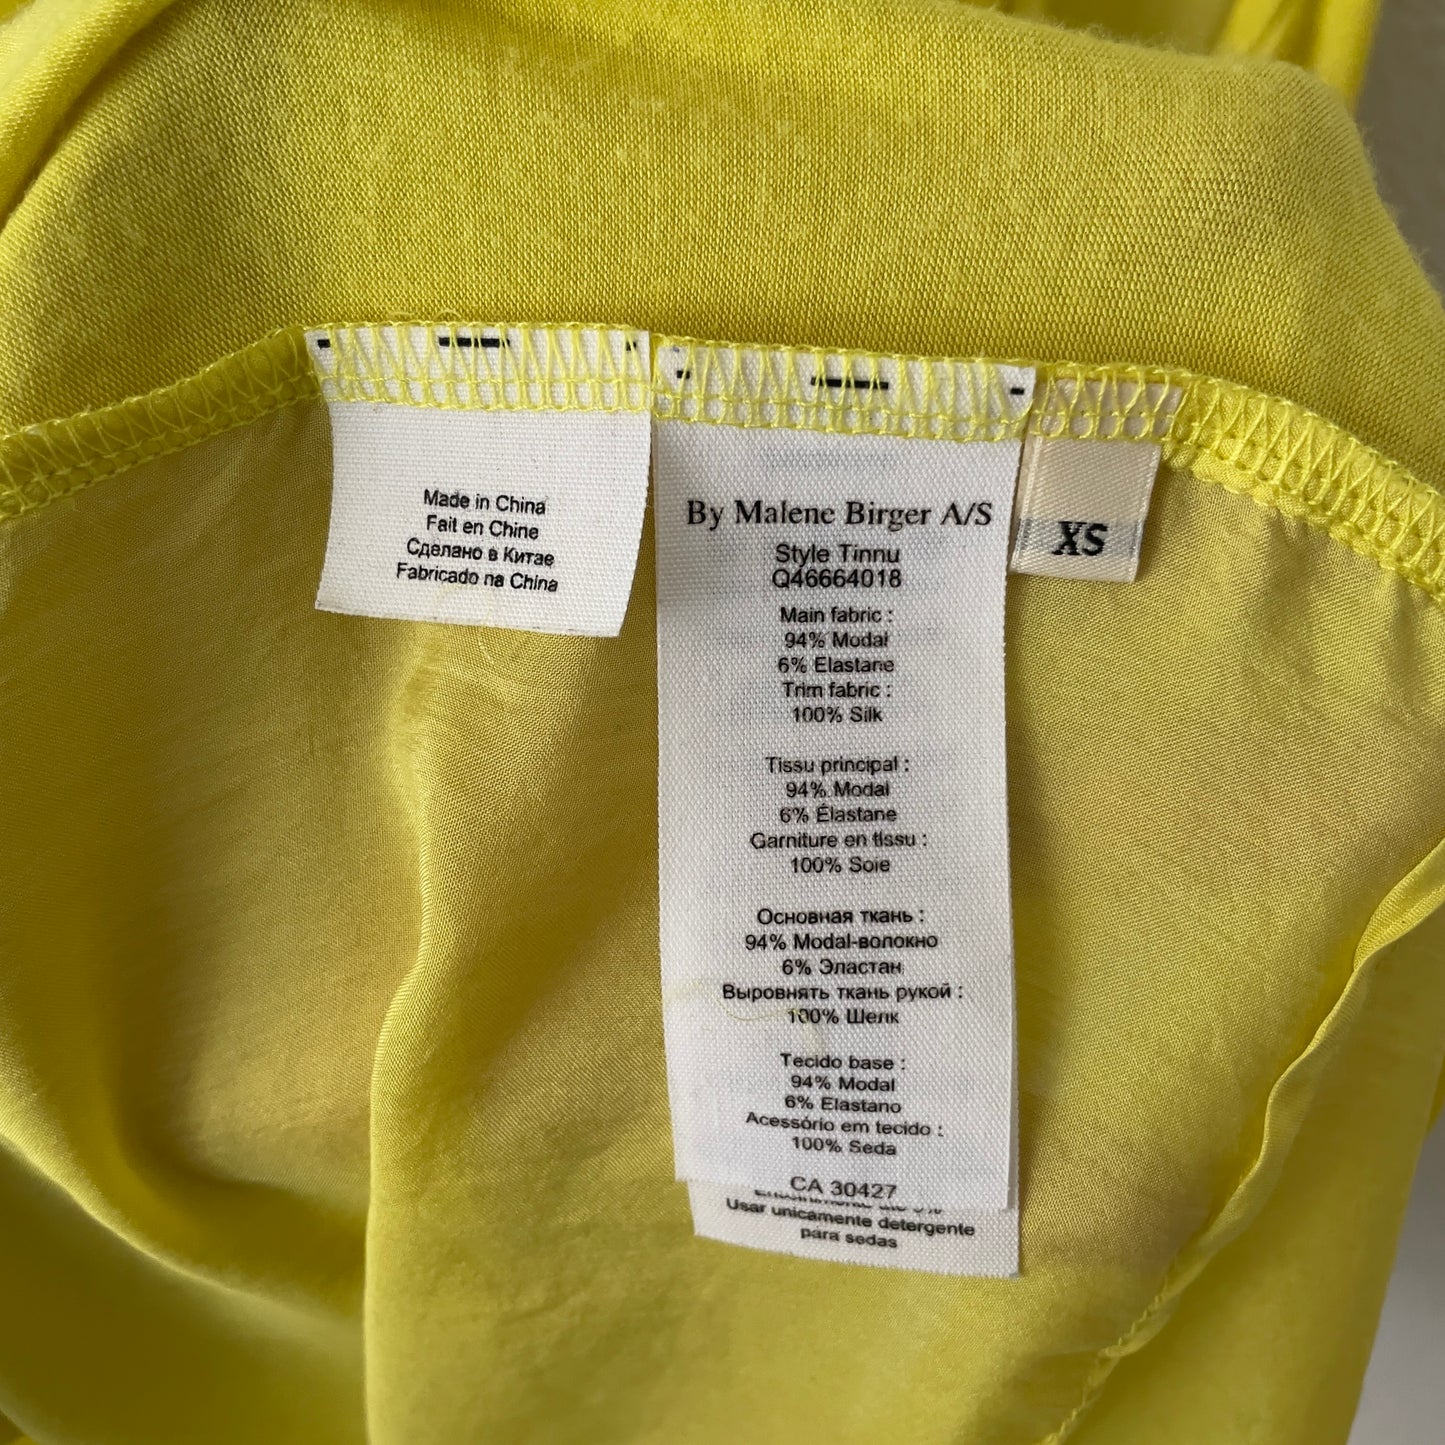 Made in China
Fait en Chine
Сделано в Китае
Fabricado na China
By Malene Birger A/S
Style Tinnu
Q46664018
Main fabric :
94% Modal
6% Elastane
Trim fabric :
100% Silk
Tissu principal :
94% Modal
6% Élastane
Garniture en tissu :
100% Soie
Основная ткань :
94% Modal-волокно
6% Эластан
Выровнять ткань рукой :
100% Шелк
Tecido base :
94% Modal
6% Elastano
Acessório em tecido :
100% Seda
CA 30427
Usar unicamente detergente
para sedas
XS